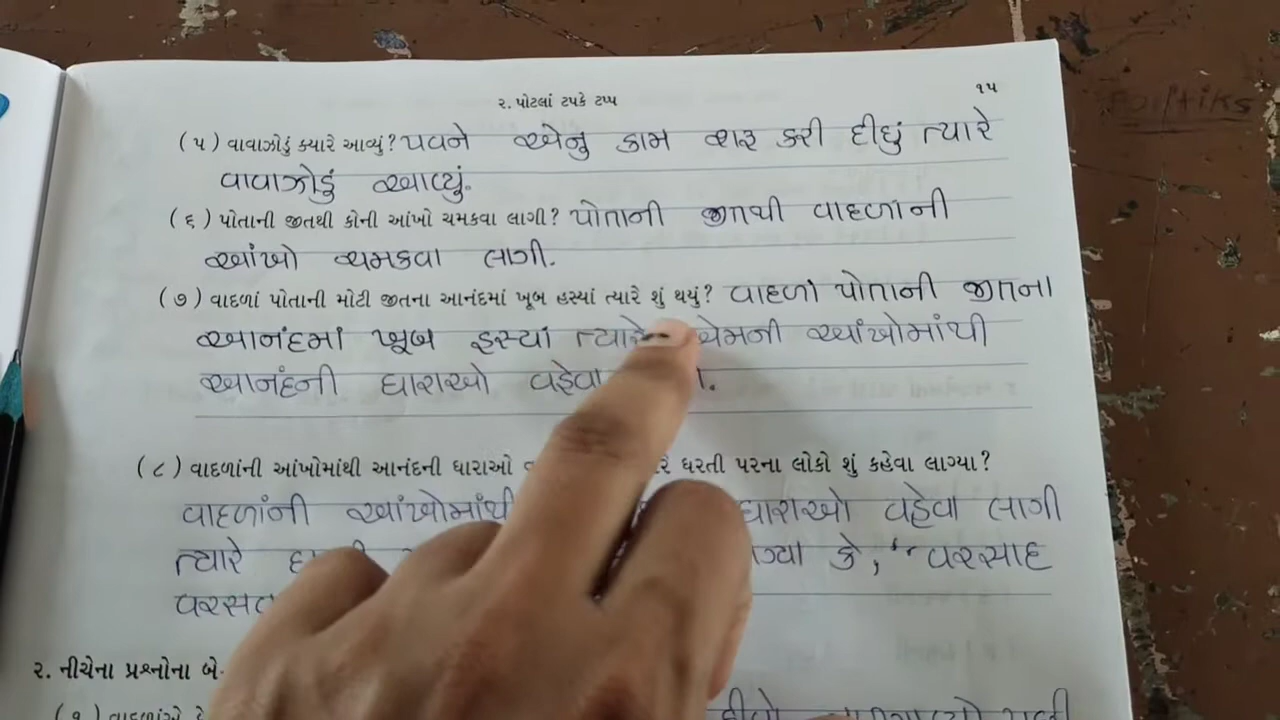 ૨. પોટલાં ટપકે ટપ્પ
૧૫
(૫) વાવાઝોડું ક્યારે આવ્યું? પવને એનુ કામ શરૂ કરી દીધું ત્યારે
વાવાઝોડું આવ્યું.
(૬) પોતાની જીતથી કોની આંખો ચમકવા લાગી? પોતાની જીતથી વાદળાંની
આંખો ચમકવા લાગી.
(૭) વાદળાં પોતાની મોટી જીતના આનંદમાં ખૂબ હસ્યાં ત્યારે શું થયું? વાદળાં પોતાની જીતના
આનંદમાં ખૂબ હસ્યાં ત્યારે એમની આંખોમાંથી
આનંદની ધારાઓ વહેવા
(૮) વાદળાંની આંખોમાંથી આનંદની ધારાઓ ધરતી પરના લોકો શું કહેવા લાગ્યા?
વાદળાંની આંખોમાંથી ધારાઓ વહેવા લાગી
ત્યારે કે, "વરસાદ
૨. નીચેના પ્રશ્નોના બે-
(૧) વાદળાંએ